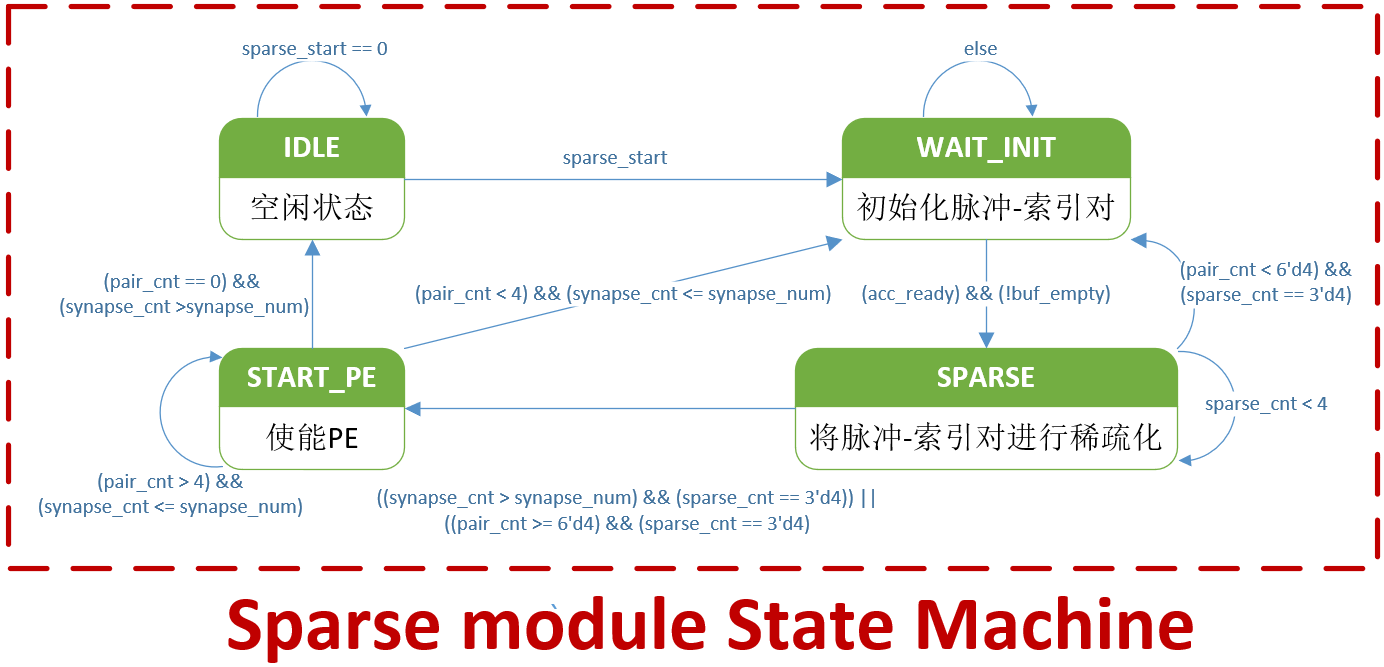 sparse_start == 0
else
IDLE
空闲状态
sparse_start
WAIT_INIT
初始化脉冲-索引对
(pair_cnt == 0) &&
(synapse_cnt >synapse_num)
(pair_cnt < 4) && (synapse_cnt <= synapse_num)
(acc_ready) && (!buf_empty)
(pair_cnt < 6'd4) &&
(sparse_cnt == 3'd4)
START_PE
使能PE
SPARSE
将脉冲-索引对进行稀疏化
sparse_cnt < 4
(pair_cnt > 4) &&
(synapse_cnt <= synapse_num)
((synapse_cnt > synapse_num) && (sparse_cnt == 3'd4)) ||
((pair_cnt >= 6'd4) && (sparse_cnt == 3'd4)
Sparse module State Machine